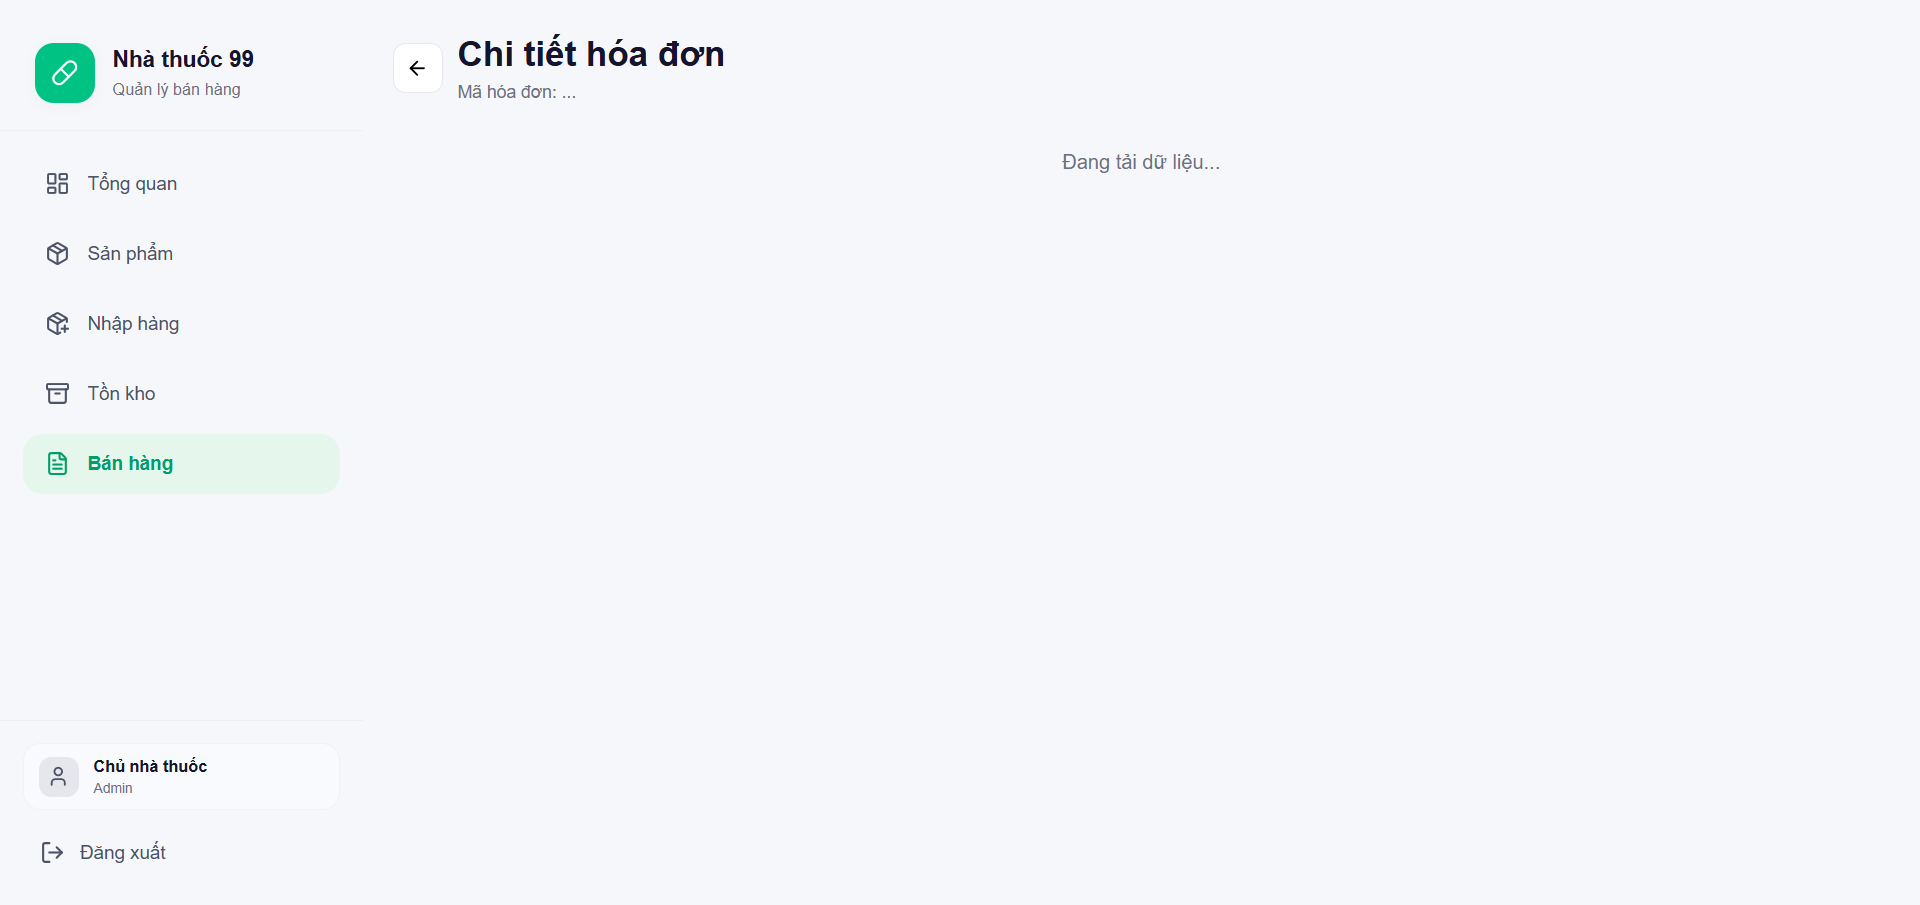 Nhà thuốc 99
Quản lý bán hàng
Tổng quan
Sản phẩm
Nhập hàng
Tồn kho
Bán hàng
Chủ nhà thuốc
Admin
Đăng xuất
Chi tiết hóa đơn
Mã hóa đơn: ...
Đang tải dữ liệu...